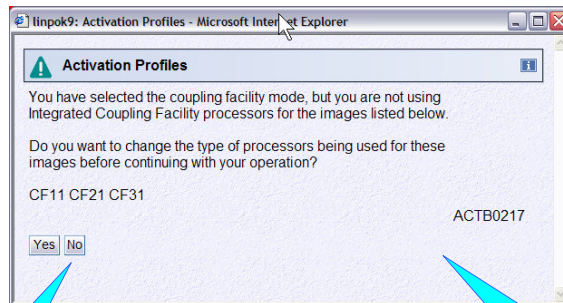 linpok9: Activation Profiles - Microsoft Internet Explorer
Activation Profiles
You have selected the coupling facility mode, but you are not using
Integrated Coupling Facility processors for the images listed below.
Do you want to change the type of processors being used for these
images before continuing with your operation?
CF11 CF21 CF31
ACTB0217
Yes No